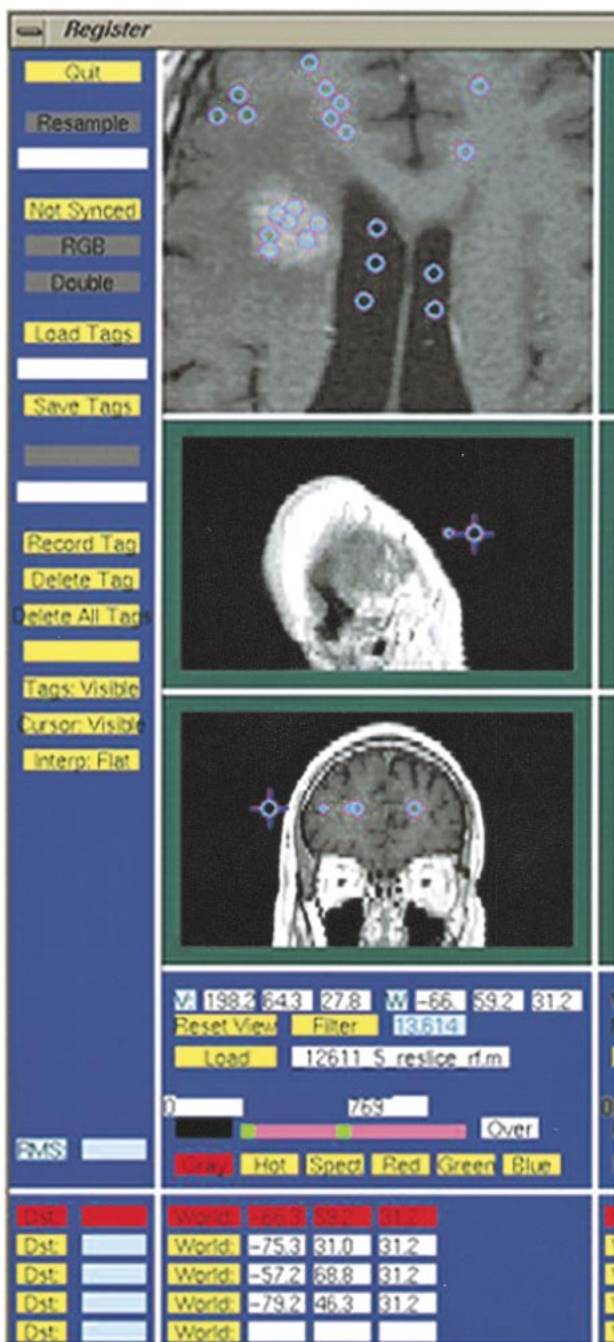 Register
Quit
Resample
Not Synced
RGB
Double
Load Tags
Save Tags
Record Tag
Delete Tag
Delete All Tags
Tags: Visible
Cursor: Visible
Interp: Flat
V: 198.2 64.3 27.8 W -66. 59.2 31.2
Reset View Filter 13.614
Load _12611_5_reslice_rf.m
0 769
Over
RMS:
Gray Hot Spect Red Green Blue
Dst: World: -66.3 59.2 31.2
Dst: World: -75.3 31.0 31.2
Dst: World: -57.2 68.8 31.2
Dst: World: -79.2 46.3 31.2
Dst: World: